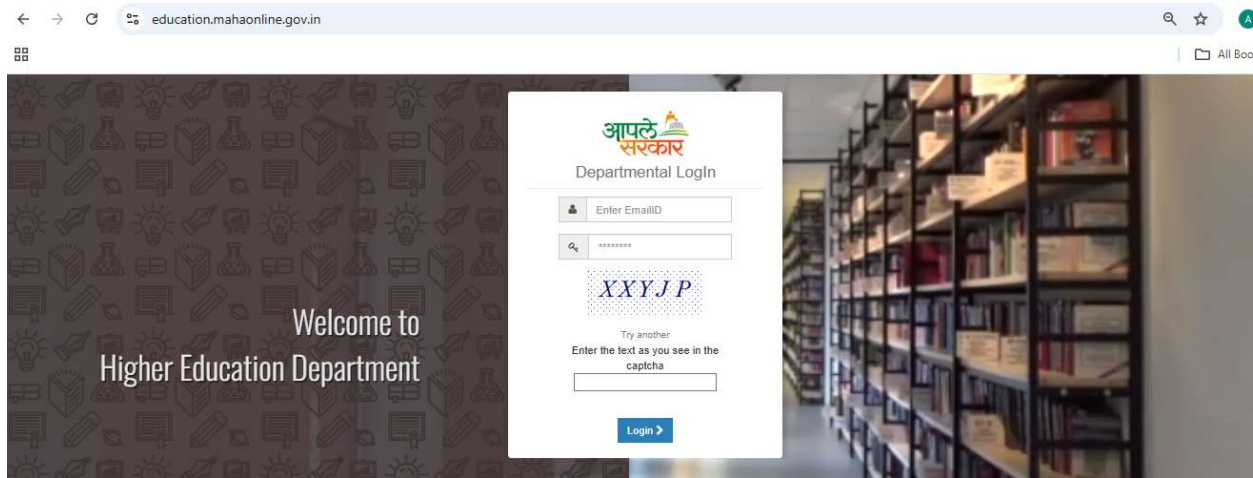 education.mahaonline.gov.in
All Boo
आपले
सरकार
Departmental LogIn
Enter EmailID
********
XXYJP
Try another
Enter the text as you see in the
captcha
Login
Welcome to
Higher Education Department